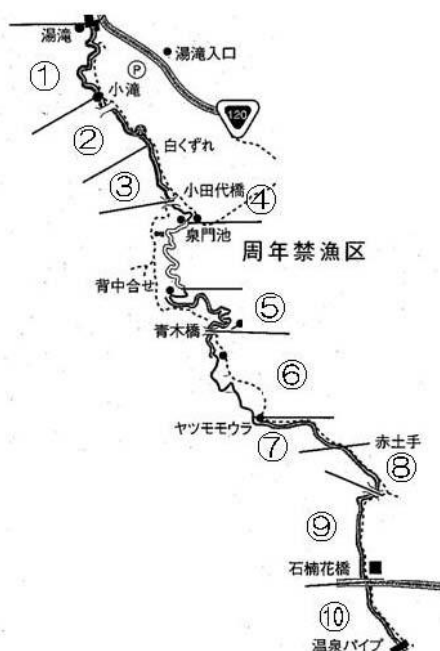 湯滝
湯滝入口
①
Ⓟ
小滝
120
②
白くずれ
③
小田代橋
④
泉門池
周年禁漁区
背中合せ
⑤
青木橋
⑥
ヤツモモウラ
⑦
赤土手
⑧
⑨
石楠花橋
⑩
温泉パイプ